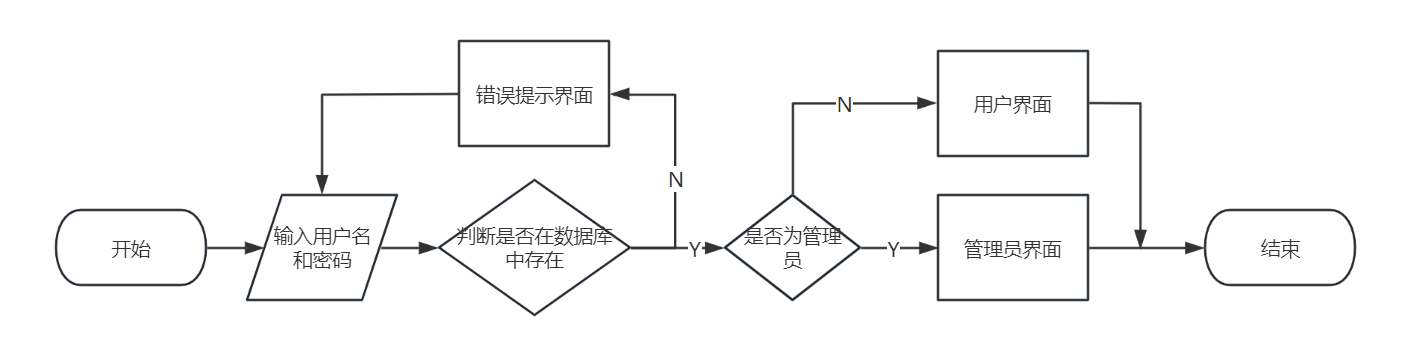 错误提示界面
N
用户界面
N
开始
输入用户名
和密码
判断是否在数据库
中存在
Y
是否为管理
员
Y
管理员界面
结束